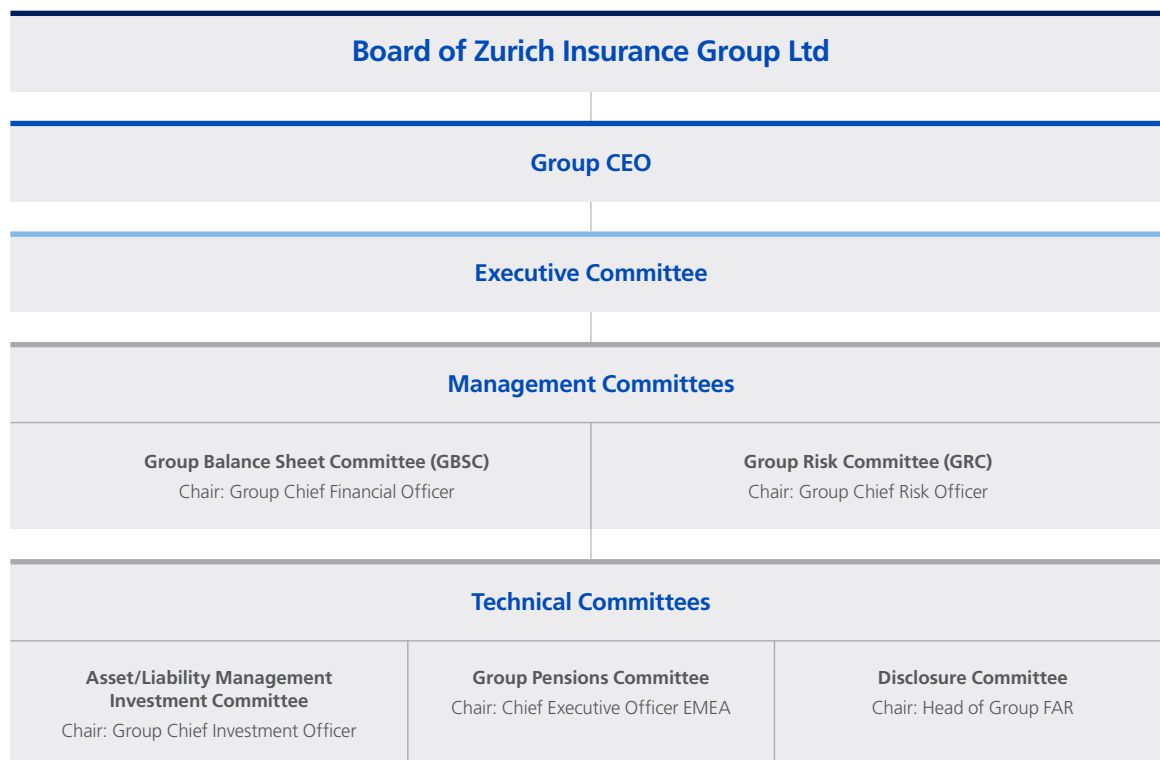 Board of Zurich Insurance Group Ltd
Group CEO
Executive Committee
Management Committees
Group Balance Sheet Committee (GBSC)
Chair: Group Chief Financial Officer
Group Risk Committee (GRC)
Chair: Group Chief Risk Officer
Technical Committees
Asset/Liability Management
Investment Committee
Chair: Group Chief Investment Officer
Group Pensions Committee
Chair: Chief Executive Officer EMEA
Disclosure Committee
Chair: Head of Group FAR